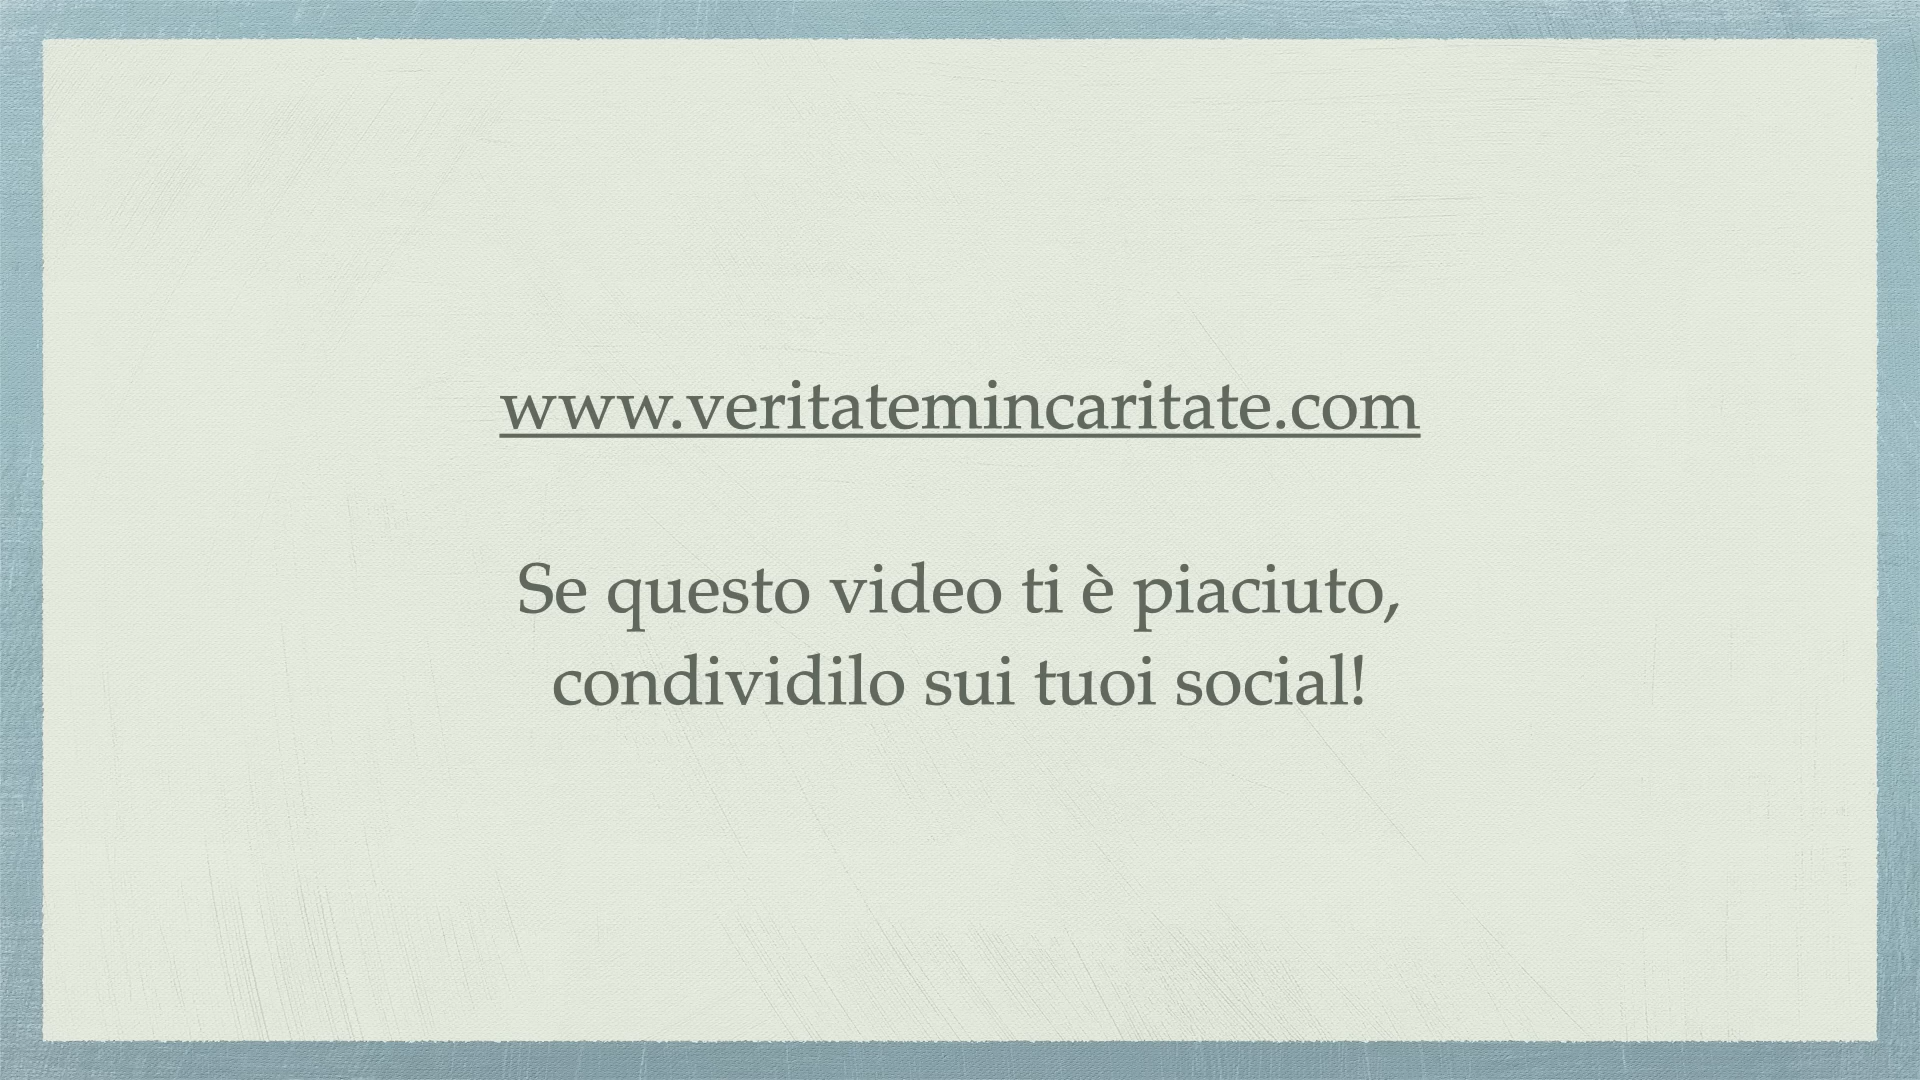 www.veritatemincaritate.com
Se questo video ti è piaciuto,
condividilo sui tuoi social!